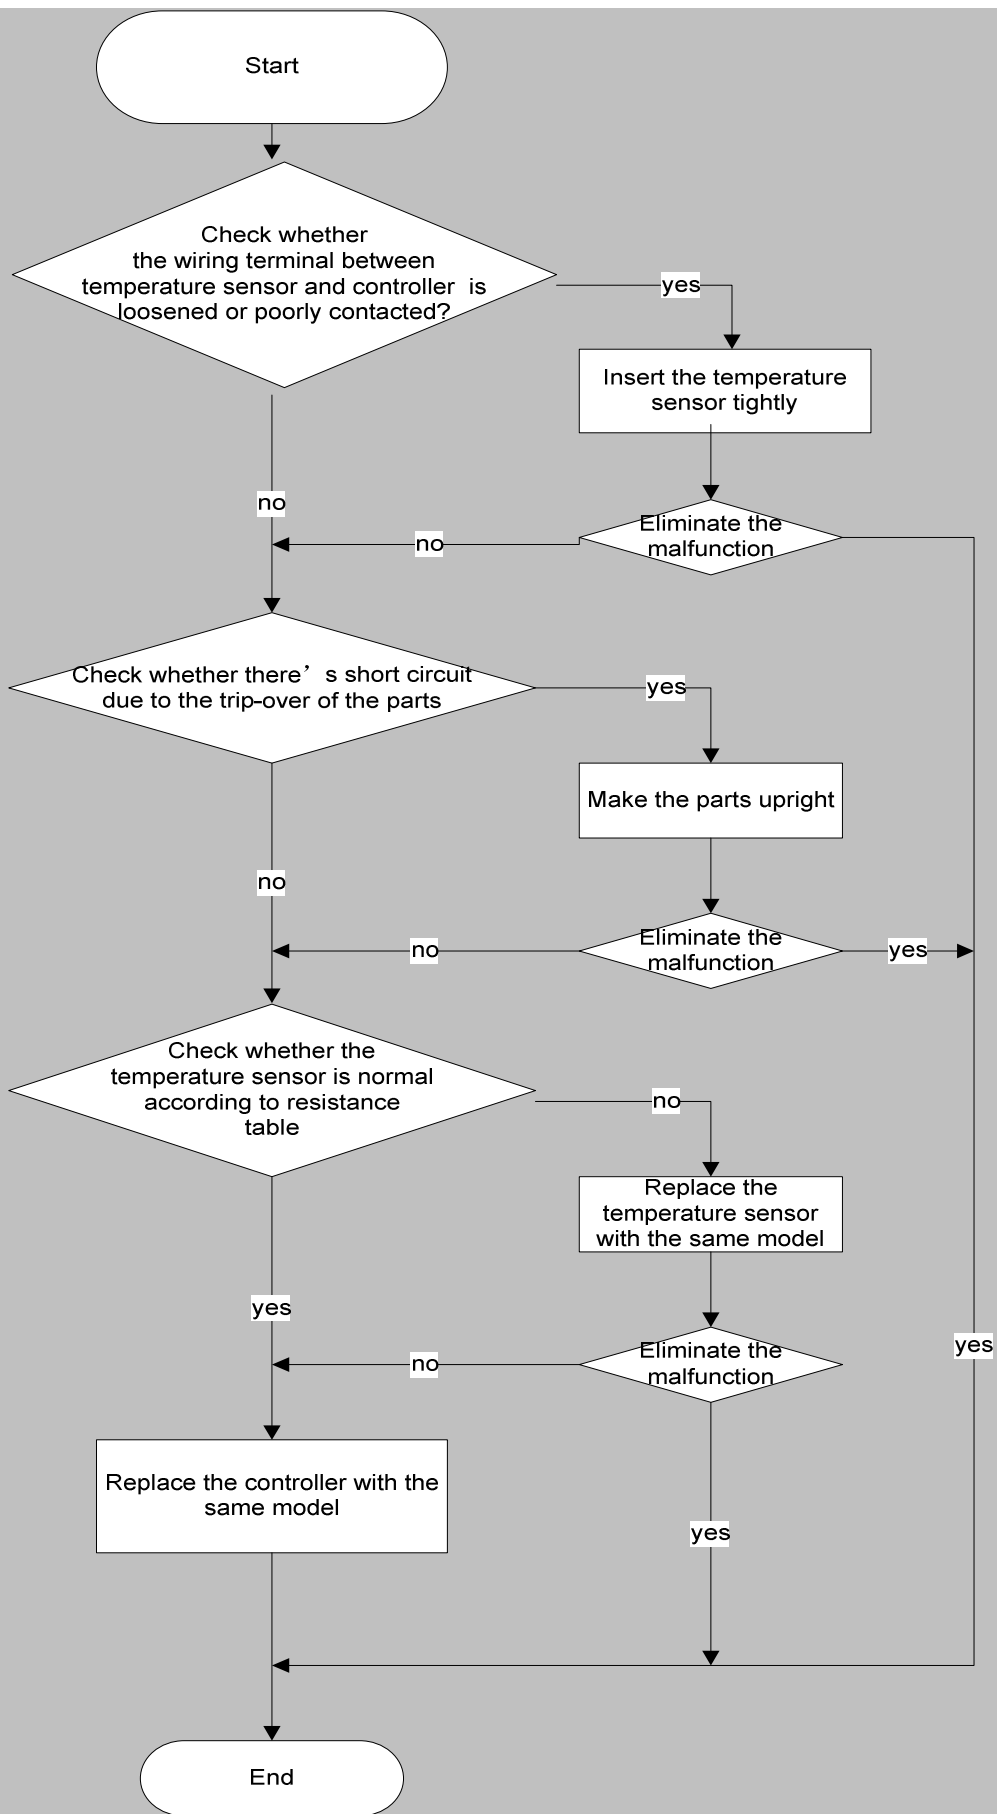 Start
Check whether
the wiring terminal between
temperature sensor and controller is
loosened or poorly contacted?
yes
Insert the temperature
sensor tightly
no
Eliminate the
malfunction
no
Check whether there’ s short circuit
due to the trip-over of the parts
yes
Make the parts upright
no
Eliminate the
malfunction
no
yes
Check whether the
temperature sensor is normal
according to resistance
table
no
Replace the
temperature sensor
with the same model
yes
Eliminate the
malfunction
no
yes
Replace the controller with the
same model
yes
End